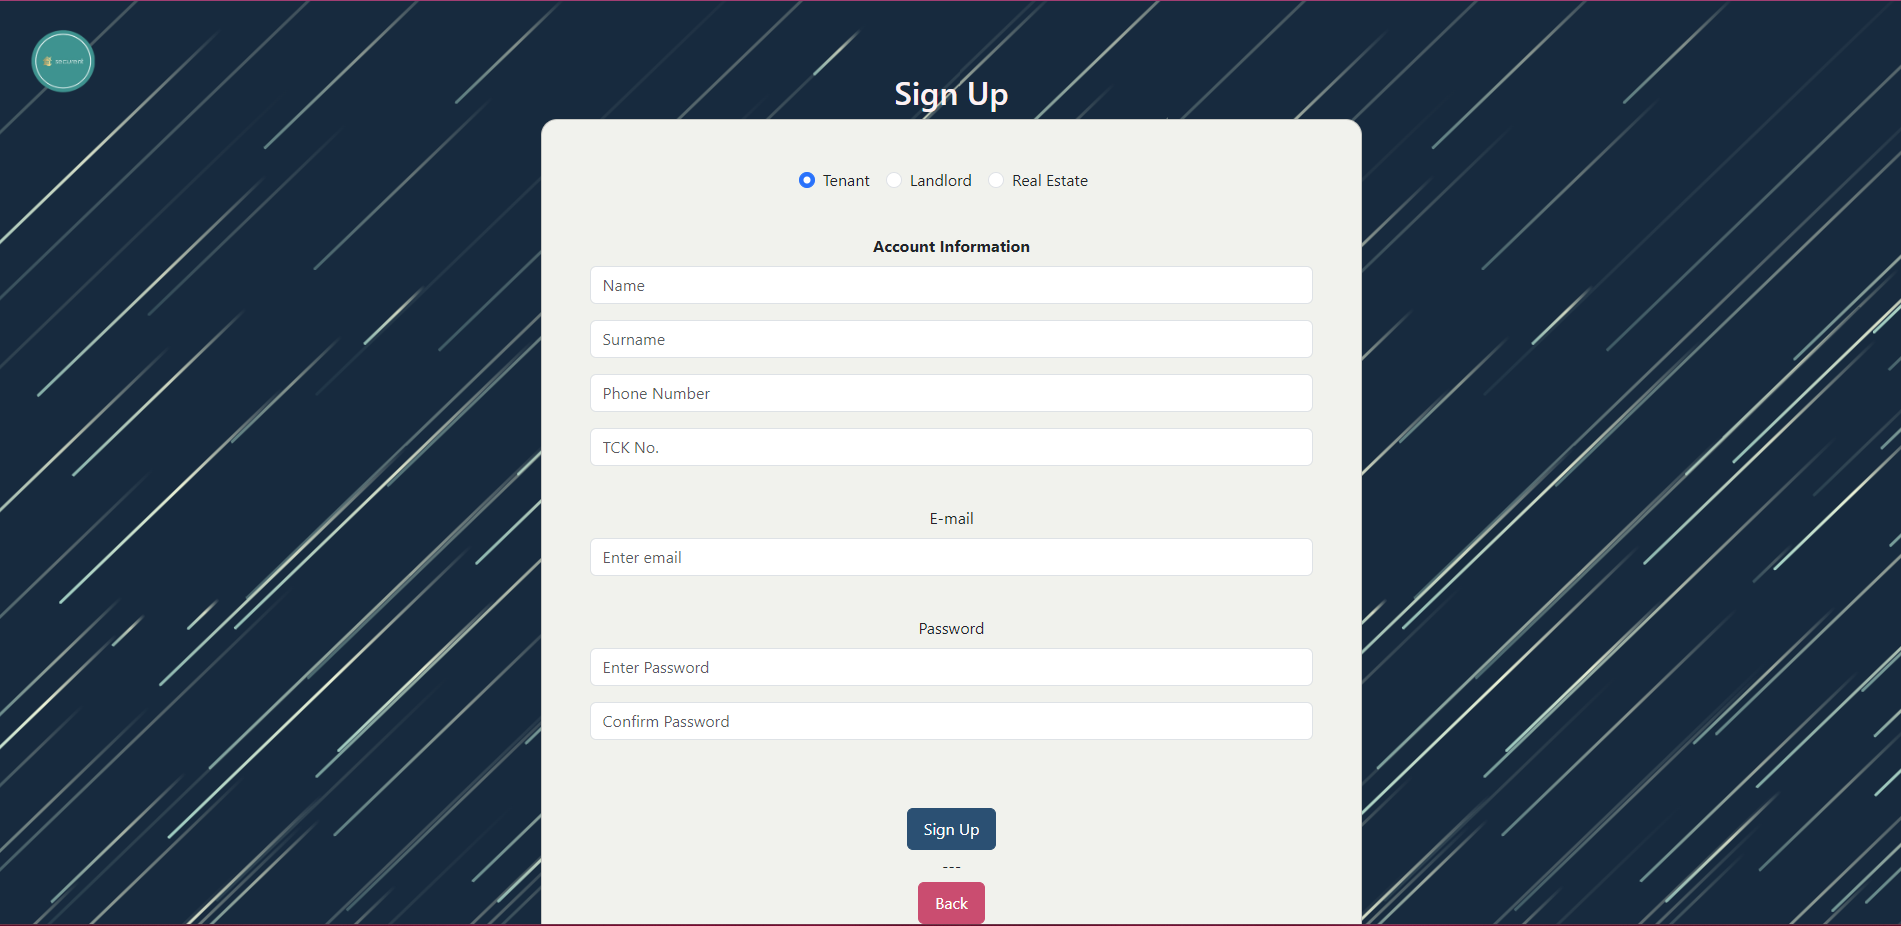 Sign Up
Tenant Landlord Real Estate
Account Information
Name
Surname
Phone Number
TCK No.
E-mail
Enter email
Password
Enter Password
Confirm Password
Sign Up
---
Back